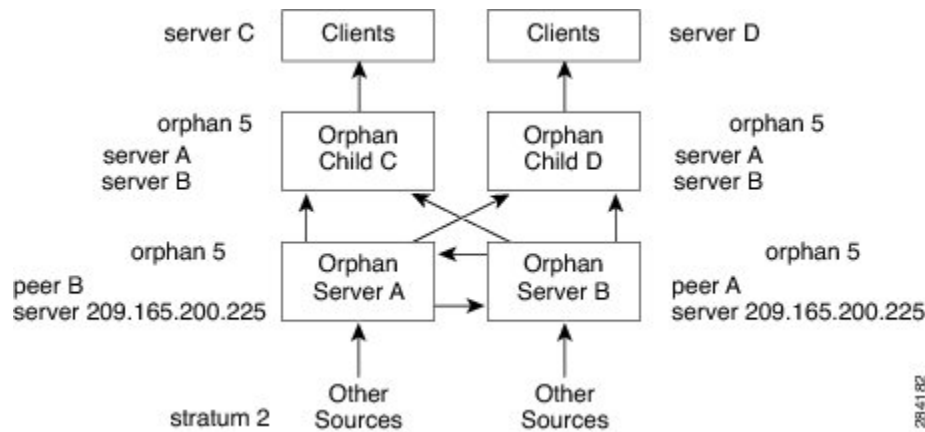 server C
Clients
Clients
server D
orphan 5
server A
server B
Orphan
Child C
Orphan
Child D
orphan 5
server A
server B
orphan 5
peer B
server 209.165.200.225
Orphan
Server A
Orphan
Server B
orphan 5
peer A
server 209.165.200.225
stratum 2
Other
Sources
Other
Sources
284182